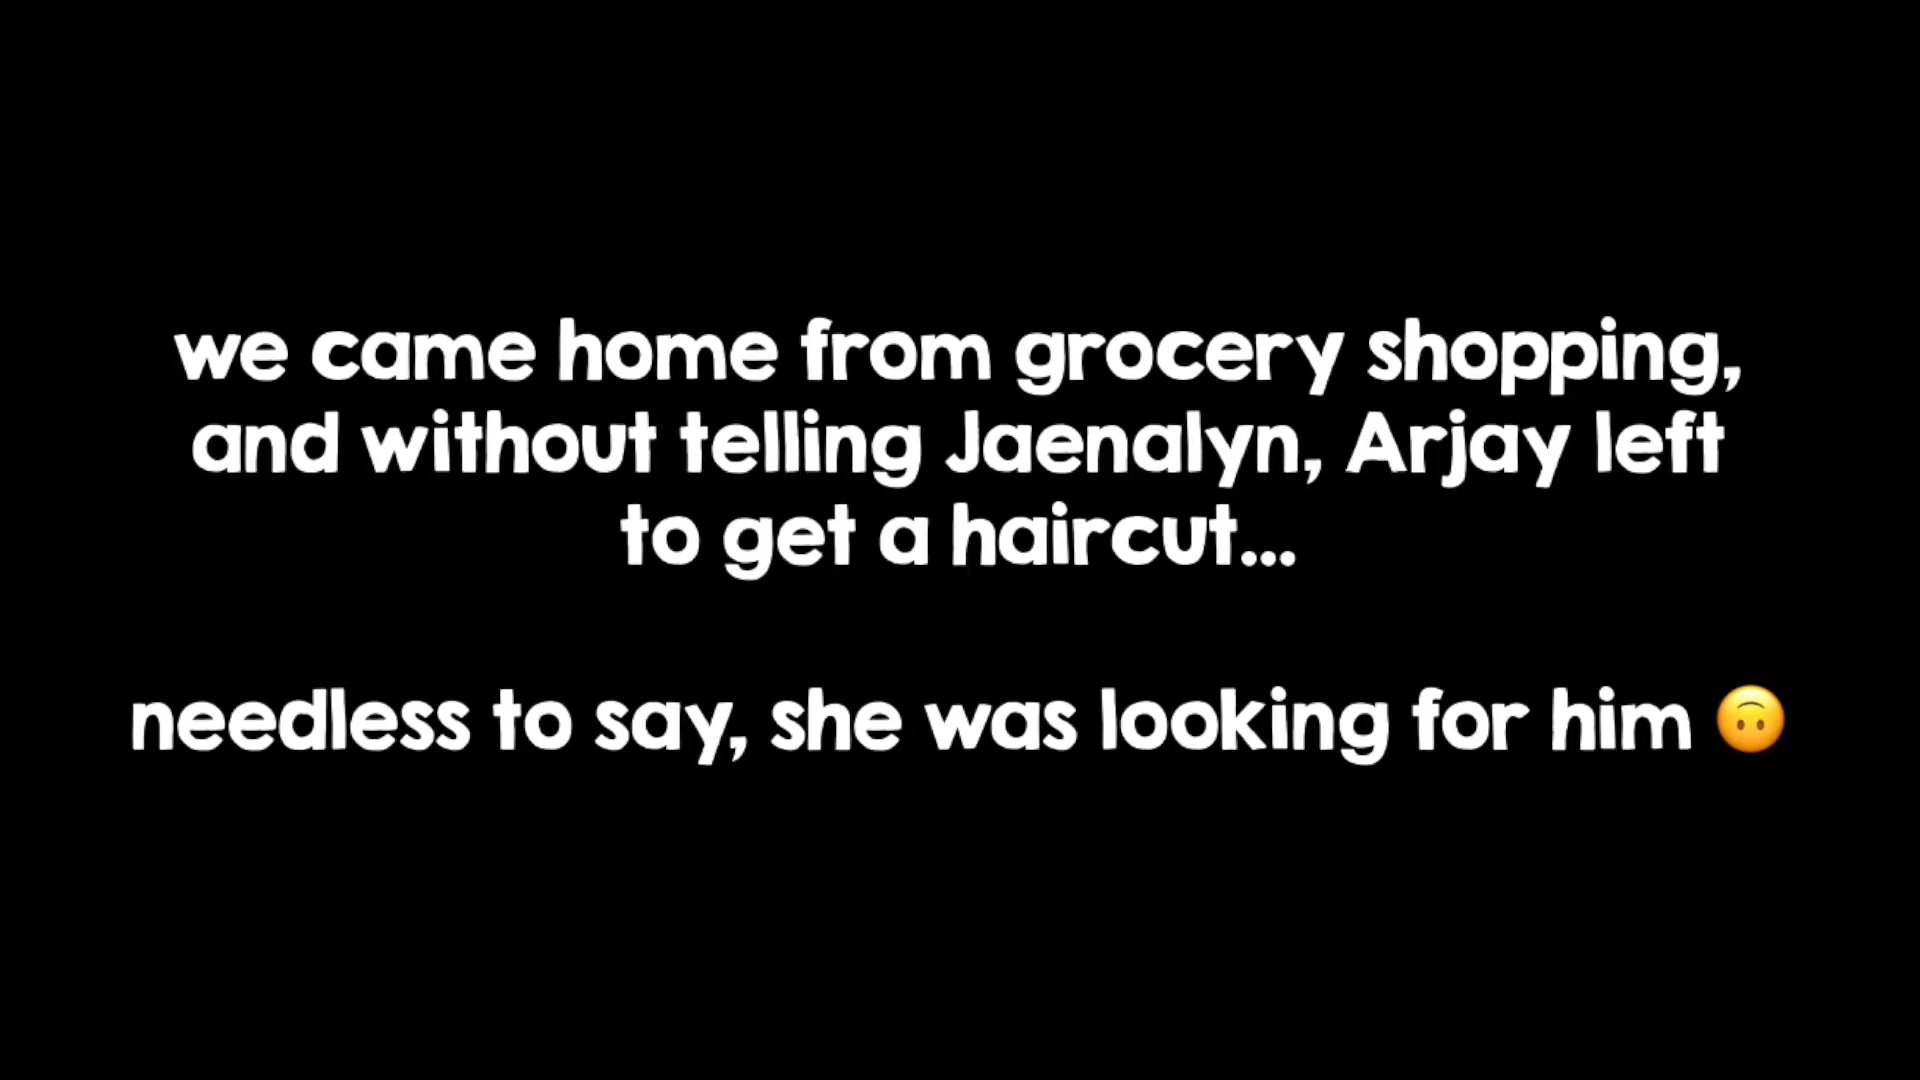 we came home from grocery shopping,
and without telling Jaenalyn, Arjay left
to get a haircut...
needless to say, she was looking for him 🙃